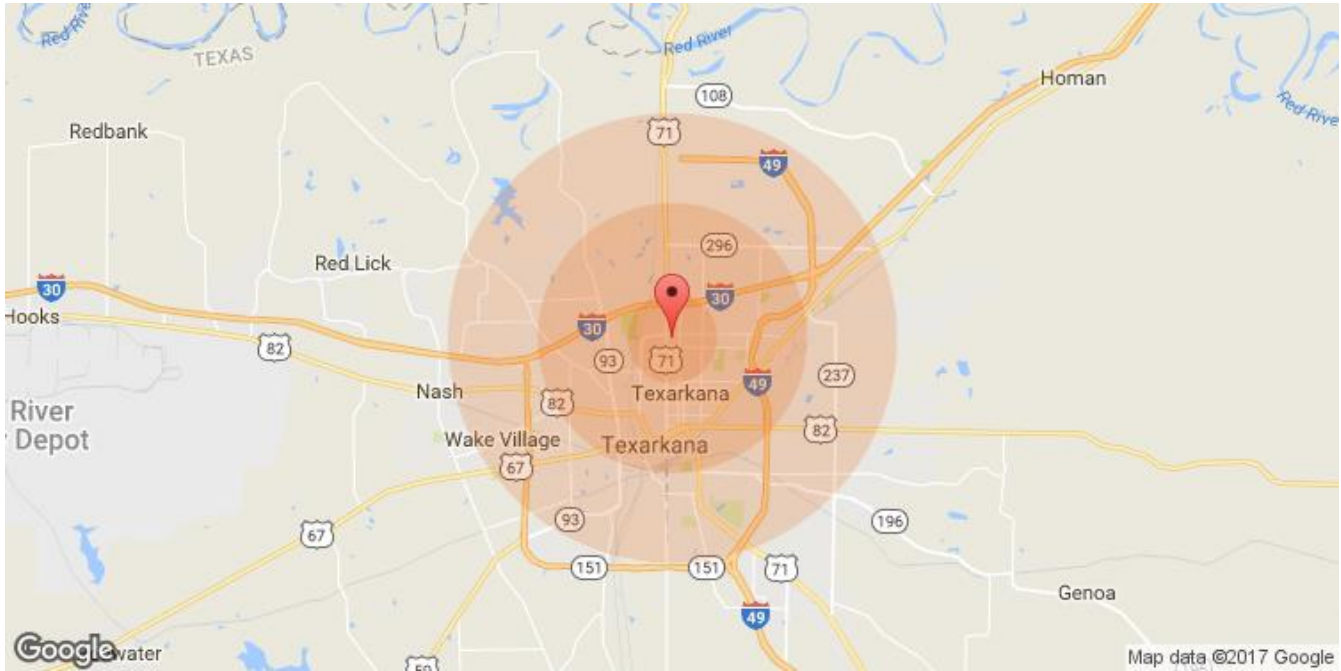 Red River
Red River
TEXAS
Homan
108
Red River
Redbank
71
49
296
Red Lick
30
30
Hooks
30
82
93
71
237
Nash
49
Texarkana
River
Depot
82
82
Wake Village
Texarkana
67
93
196
67
151
151
71
Genoa
49
59
Google
water
Map data ©2017 Google